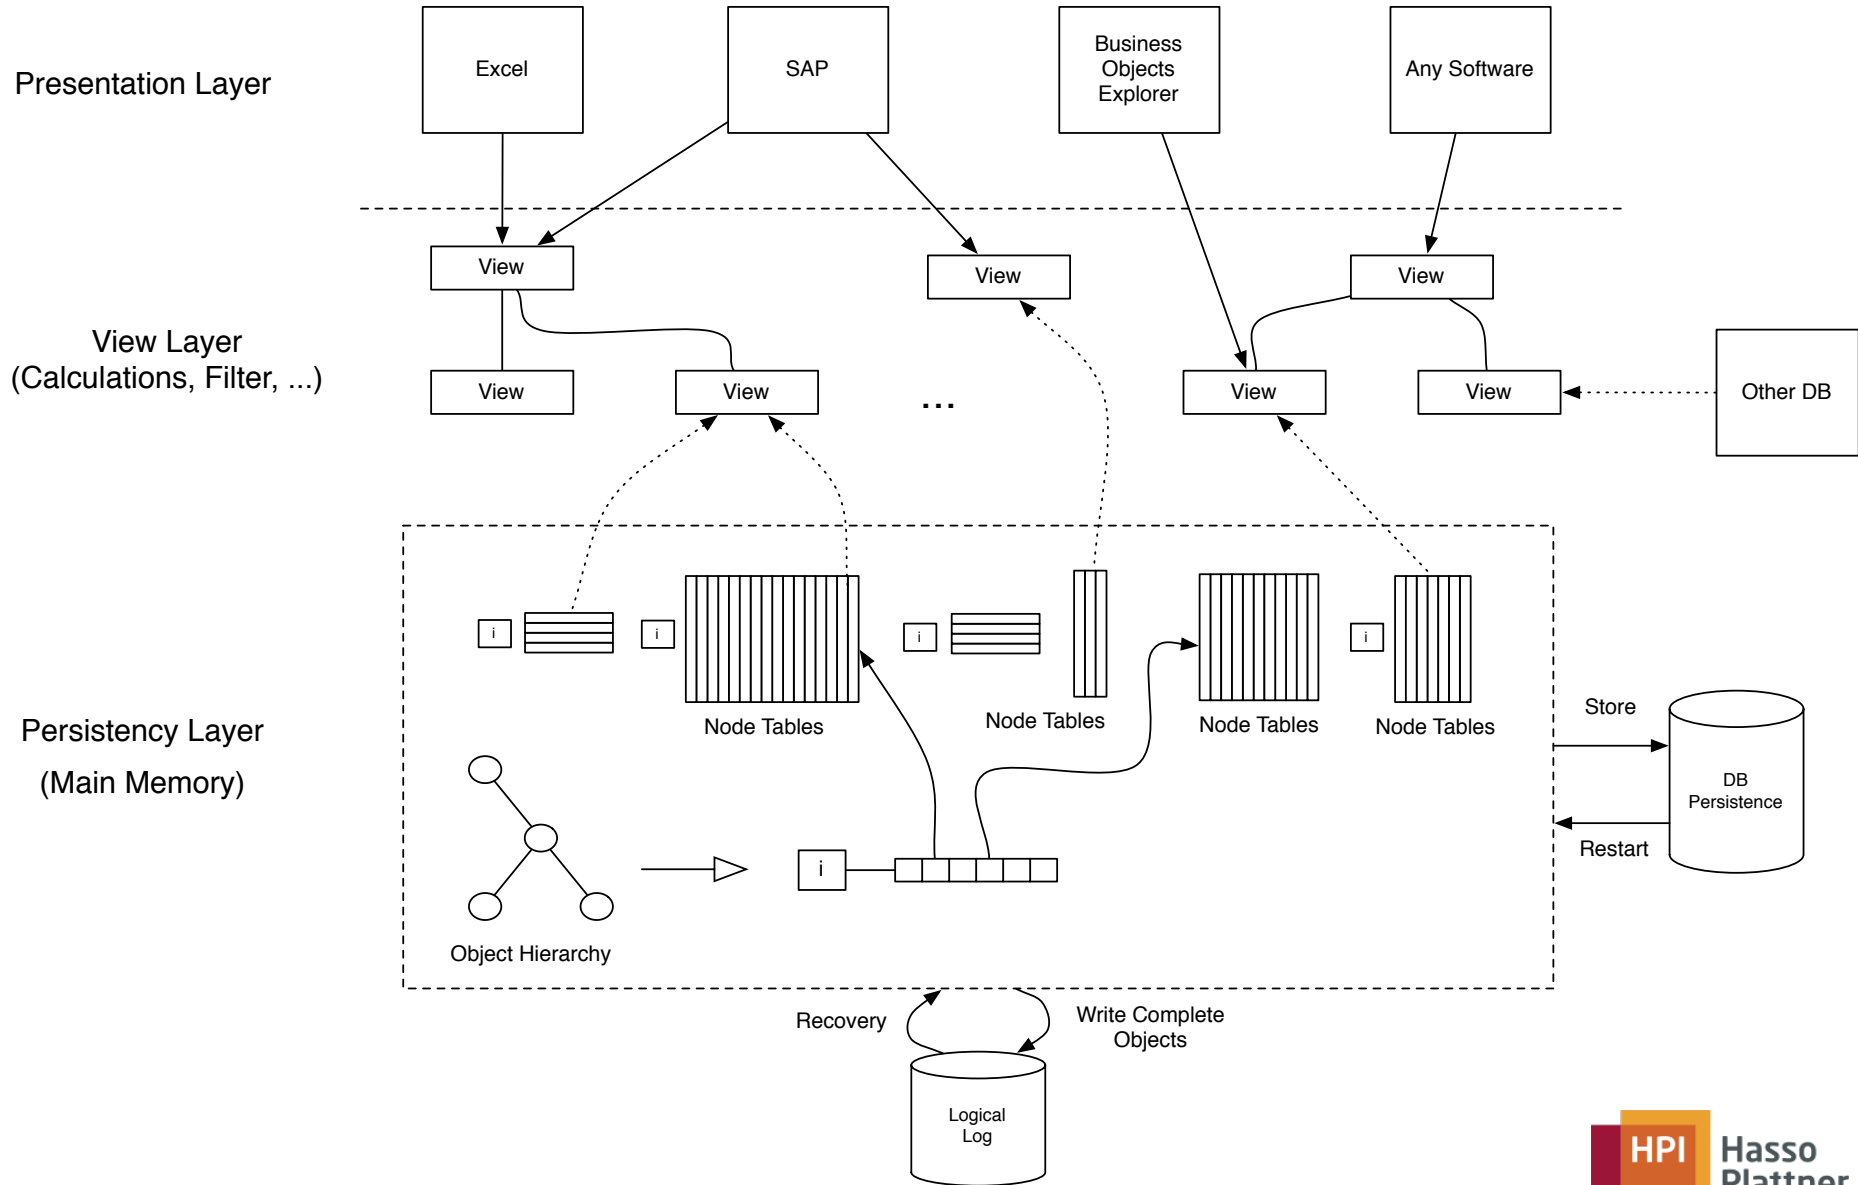 Presentation Layer
Excel
SAP
Business
Objects
Explorer
Any Software
View
View
View
View Layer
(Calculations, Filter, ...)
View
View
...
View
View
Other DB
i
i
i
i
Node Tables
Node Tables
Node Tables
Node Tables
Persistency Layer
(Main Memory)
Store
DB
Persistence
Restart
i
Object Hierarchy
Recovery
Write Complete
Objects
Logical
Log
HPI
Hasso
Plattner